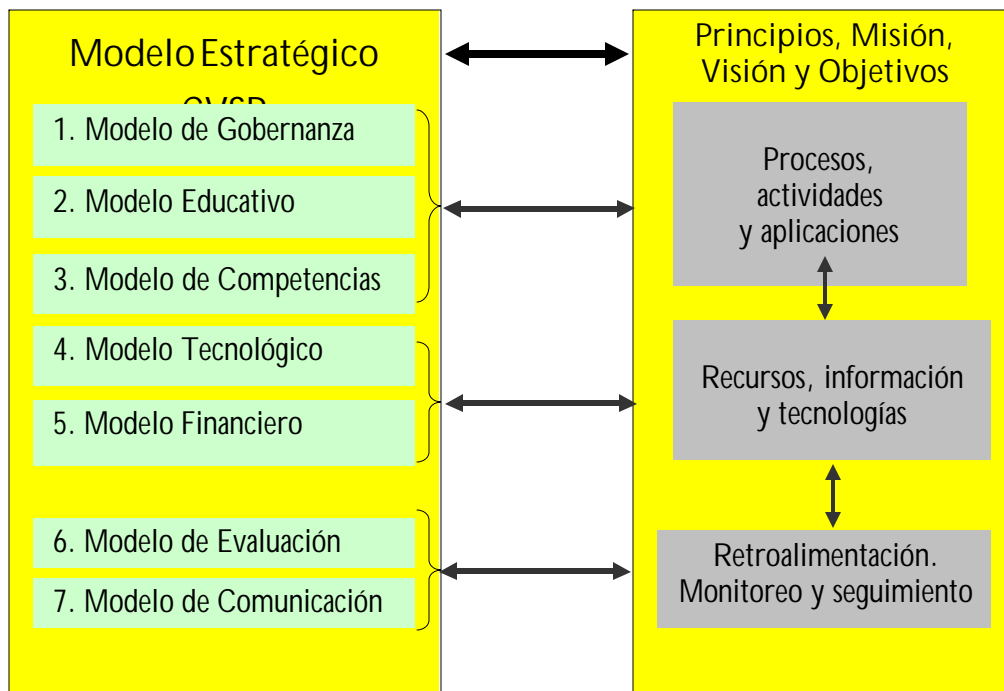 Modelo Estratégico
1. Modelo de Gobernanza
2. Modelo Educativo
3. Modelo de Competencias
4. Modelo Tecnológico
5. Modelo Financiero
6. Modelo de Evaluación
7. Modelo de Comunicación
Principios, Misión,
Visión y Objetivos
Procesos,
actividades
y aplicaciones
Recursos, información
y tecnologías
Retroalimentación.
Monitoreo y seguimiento